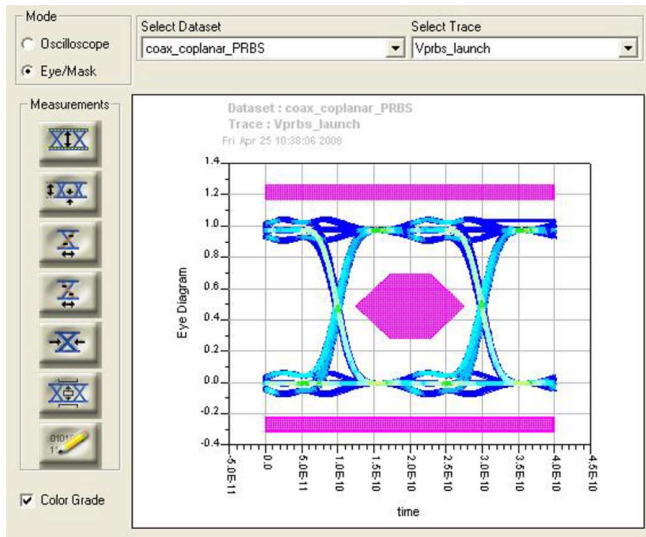 Mode
Oscilloscope
Eye/Mask
Select Dataset
coax_coplanar_PRBS
Select Trace
Vprbs_launch
Measurements
Color Grade
Dataset : coax_coplanar_PRBS
Trace : Vprbs_launch
Fri Apr 25 10:38:06 2008
Eye Diagram
1.4
1.2
1.0
0.8
0.6
0.4
0.2
0.0
-0.2
-0.4
-5.0E-11
0.0
5.0E-11
1.0E-10
1.5E-10
2.0E-10
2.5E-10
3.0E-10
3.5E-10
4.0E-10
4.5E-10
time